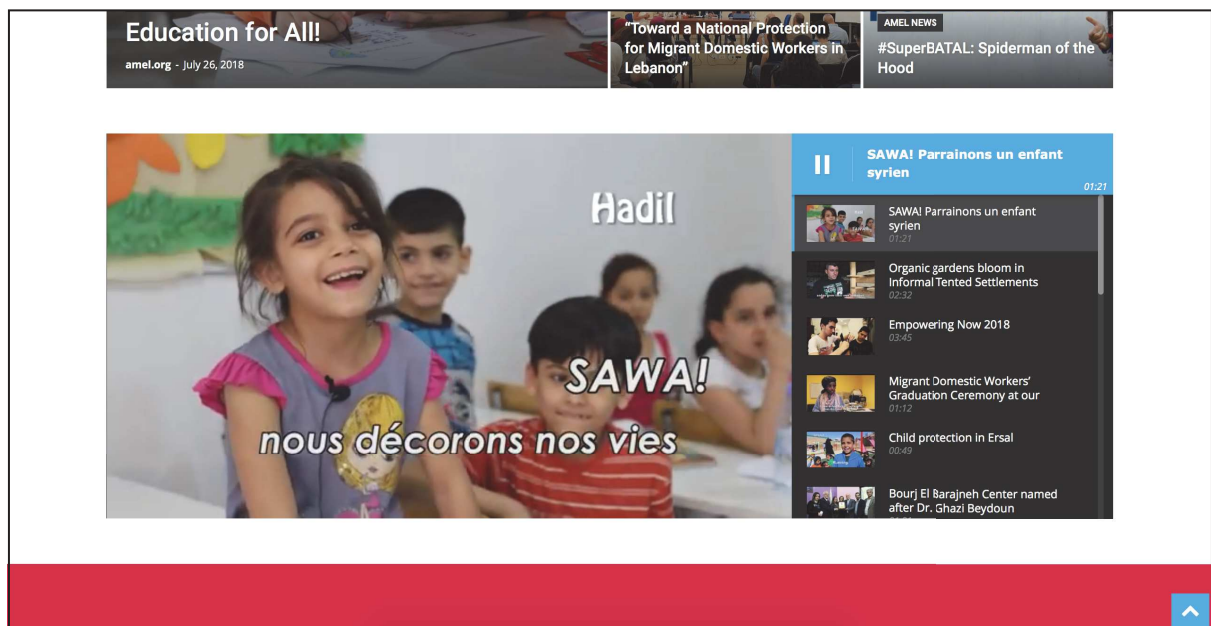 Education for All!
amel.org - July 26, 2018
"Toward a National Protection
for Migrant Domestic Workers in
Lebanon"
AMEL NEWS
#SuperBATAL: Spiderman of the
Hood
Hadil
SAWA!
nous décorons nos vies
SAWA! Parrainons un enfant
syrien
01:21
SAWA! Parrainons un enfant
syrien
01:21
Organic gardens bloom in
Informal Tented Settlements
02:32
Empowering Now 2018
03:45
Migrant Domestic Workers'
Graduation Ceremony at our
01:12
Child protection in Ersal
00:49
Bourj El Barajneh Center named
after Dr. Ghazi Beydoun